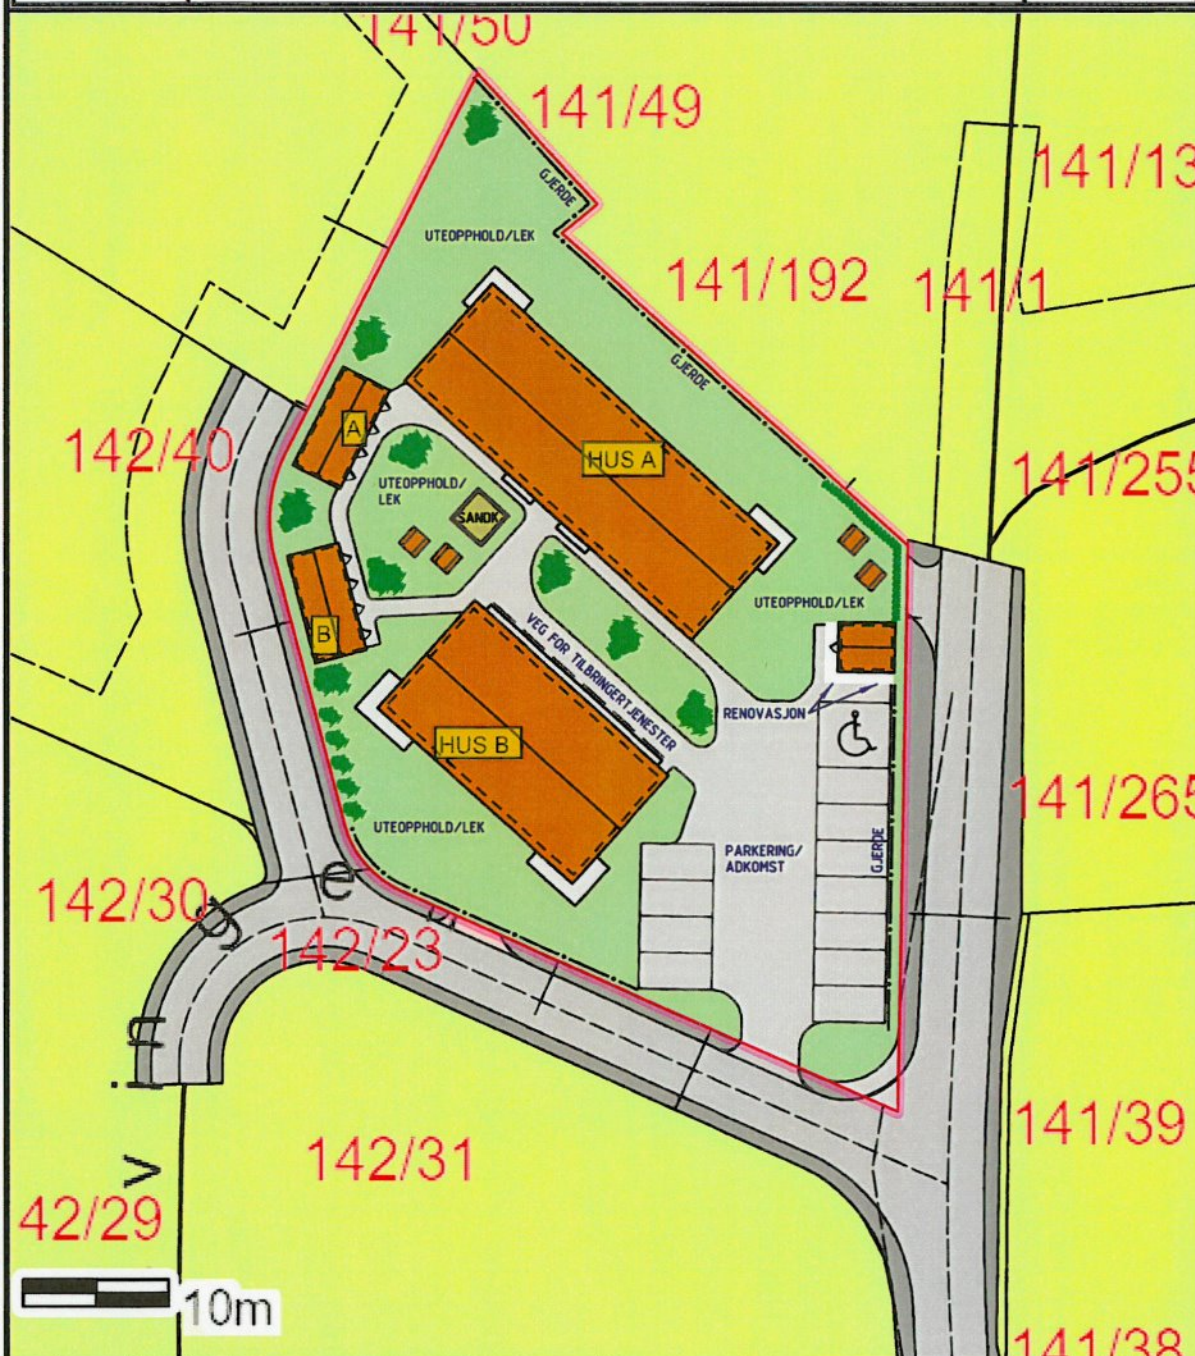 141/50
141/49
141/13
GJERDE
UTEOPPHOLD/LEK
141/192
141/1
GJERDE
142/40
A
HUS A
141/255
UTEOPPHOLD/
LEK
SANDK
UTEOPPHOLD/LEK
B
VEG FOR TILBRINGERTJENESTER
RENOVASJON
HUS B
141/265
UTEOPPHOLD/LEK
PARKERING/
ADKOMST
GJERDE
142/30
142/23
v i n g e
141/39
142/31
42/29
10m
141/38